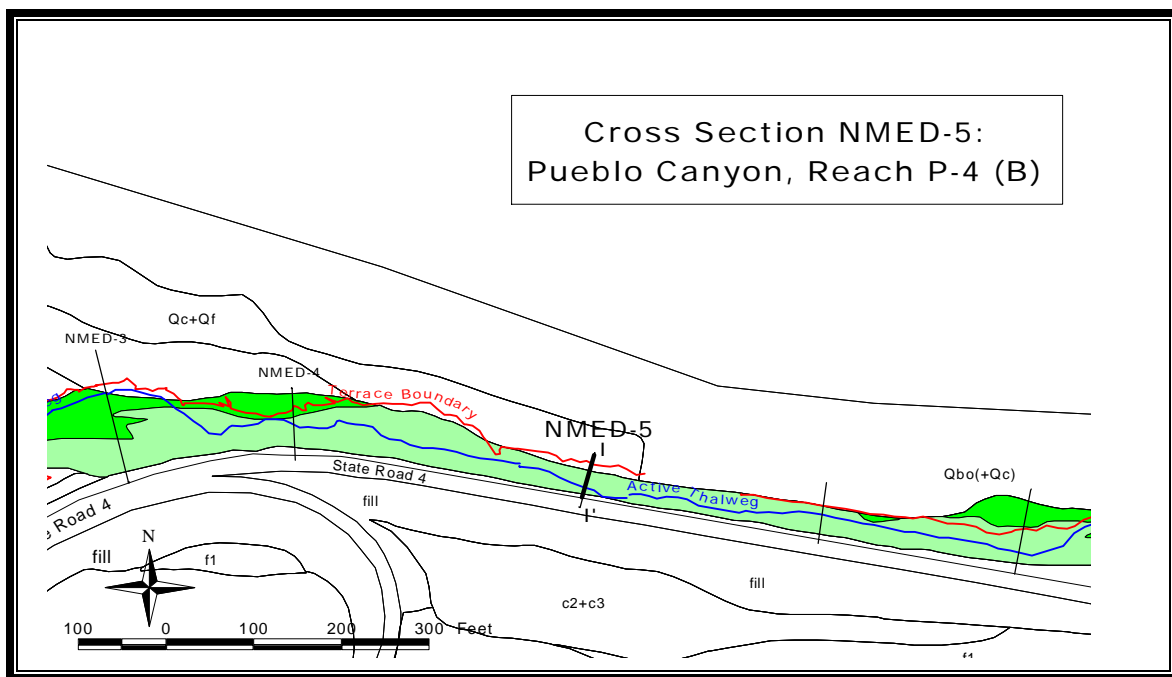 Cross Section NMED-5:
Pueblo Canyon, Reach P-4 (B)
Qc+Qf
NMED-3
NMED-4
Terrace Boundary
NMED-5
I
Qbo(+Qc)
State Road 4
Active Thalweg
I'
fill
Road 4
N
fill
f1
fill
c2+c3
100 0 100 200 300 Feet
f1